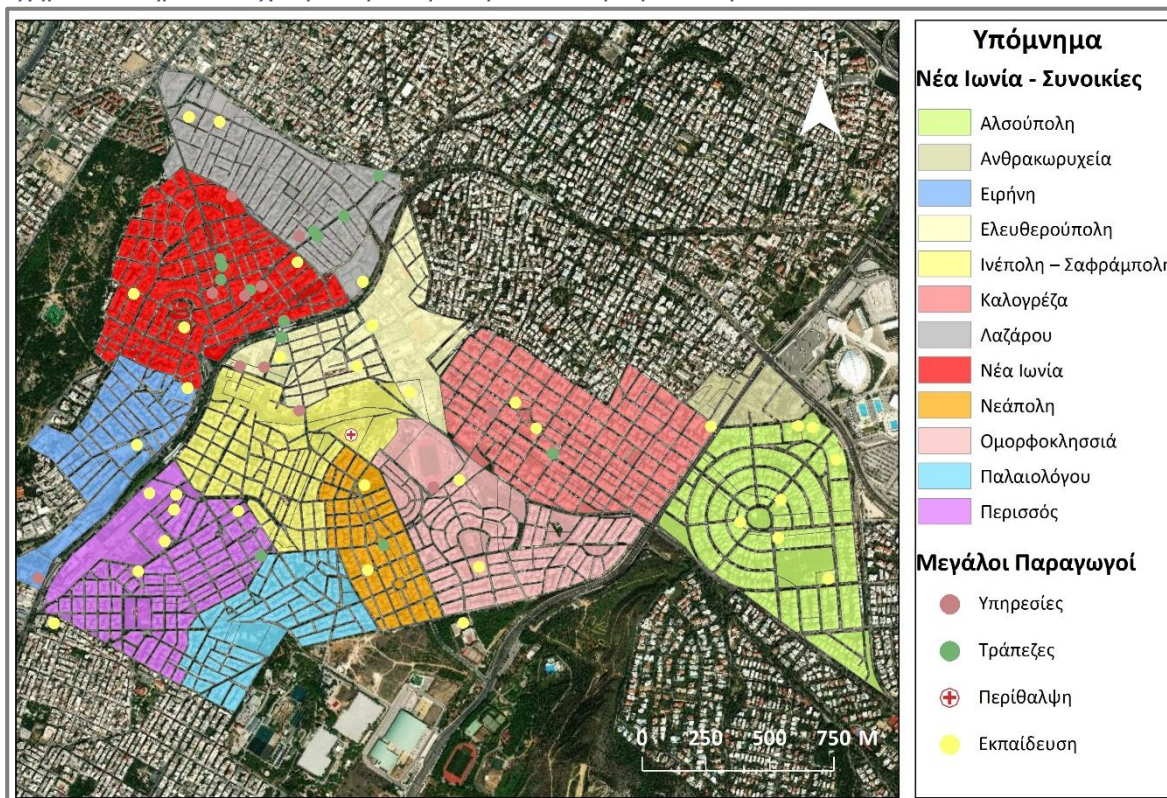 Υπόμνημα
Νέα Ιωνία - Συνοικίες
Αλσούπολη
Ανθρακωρυχεία
Ειρήνη
Ελευθερούπολη
Ινέπολη – Σαφράμπολη
Καλογρέζα
Λαζάρου
Νέα Ιωνία
Νεάπολη
Ομορφοκλησσιά
Παλαιολόγου
Περισσός
Μεγάλοι Παραγωγοί
Υπηρεσίες
Τράπεζες
Περίθαλψη
Εκπαίδευση
0 250 500 750 M